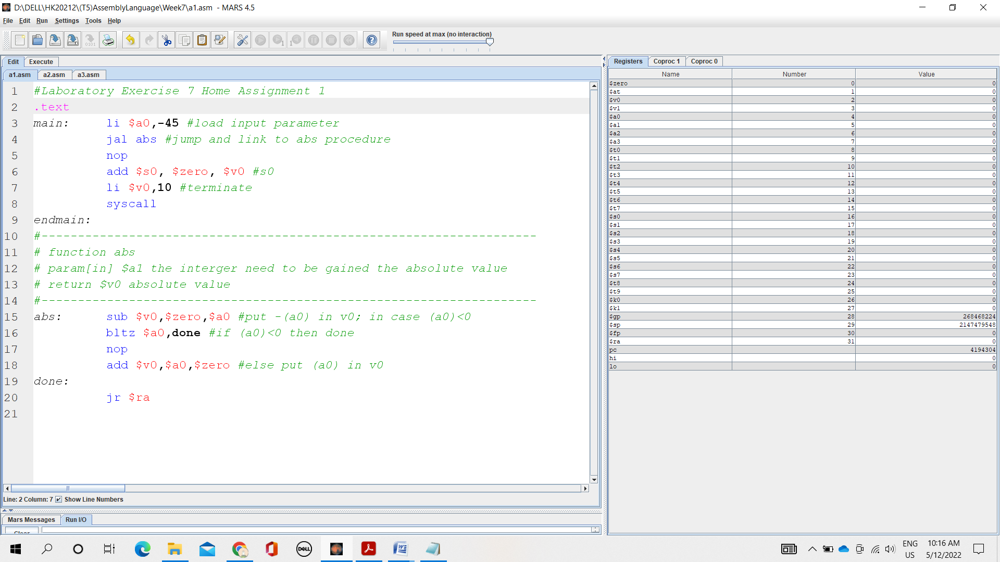 D:\DELL\HK20212\(T5)AssemblyLanguage\Week7\a1.asm - MARS 4.5
File Edit Run Settings Tools Help
Run speed at max (no interaction)
Edit Execute
a1.asm a2.asm a3.asm
1 #Laboratory Exercise 7 Home Assignment 1
2 .text
3 main: li $a0,-45 #load input parameter
4 jal abs #jump and link to abs procedure
5 nop
6 add $s0, $zero, $v0 #s0
7 li $v0,10 #terminate
8 syscall
9 endmain:
10 #--------------------------------------------------------------------
11 # function abs
12 # param[in] $a1 the interger need to be gained the absolute value
13 # return $v0 absolute value
14 #--------------------------------------------------------------------
15 abs: sub $v0,$zero,$a0 #put -(a0) in v0; in case (a0)<0
16 bltz $a0,done #if (a0)<0 then done
17 nop
18 add $v0,$a0,$zero #else put (a0) in v0
19 done:
20 jr $ra
21
Line: 2 Column: 7 Show Line Numbers
Mars Messages Run I/O
Clear
Registers Coproc 1 Coproc 0
Name Number Value
$zero 0 0
$at 1 0
$v0 2 0
$v1 3 0
$a0 4 0
$a1 5 0
$a2 6 0
$a3 7 0
$t0 8 0
$t1 9 0
$t2 10 0
$t3 11 0
$t4 12 0
$t5 13 0
$t6 14 0
$t7 15 0
$s0 16 0
$s1 17 0
$s2 18 0
$s3 19 0
$s4 20 0
$s5 21 0
$s6 22 0
$s7 23 0
$t8 24 0
$t9 25 0
$k0 26 0
$k1 27 0
$gp 28 268468224
$sp 29 2147479548
$fp 30 0
$ra 31 0
pc 4194304
hi 0
lo 0
DELL
ENG
US
10:16 AM
5/12/2022